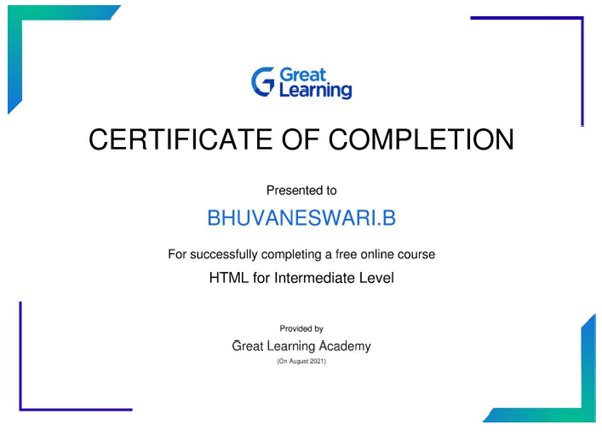 Great
Learning
CERTIFICATE OF COMPLETION
Presented to
BHUVANESWARI.B
For successfully completing a free online course
HTML for Intermediate Level
Provided by
Great Learning Academy
(On August 2021)